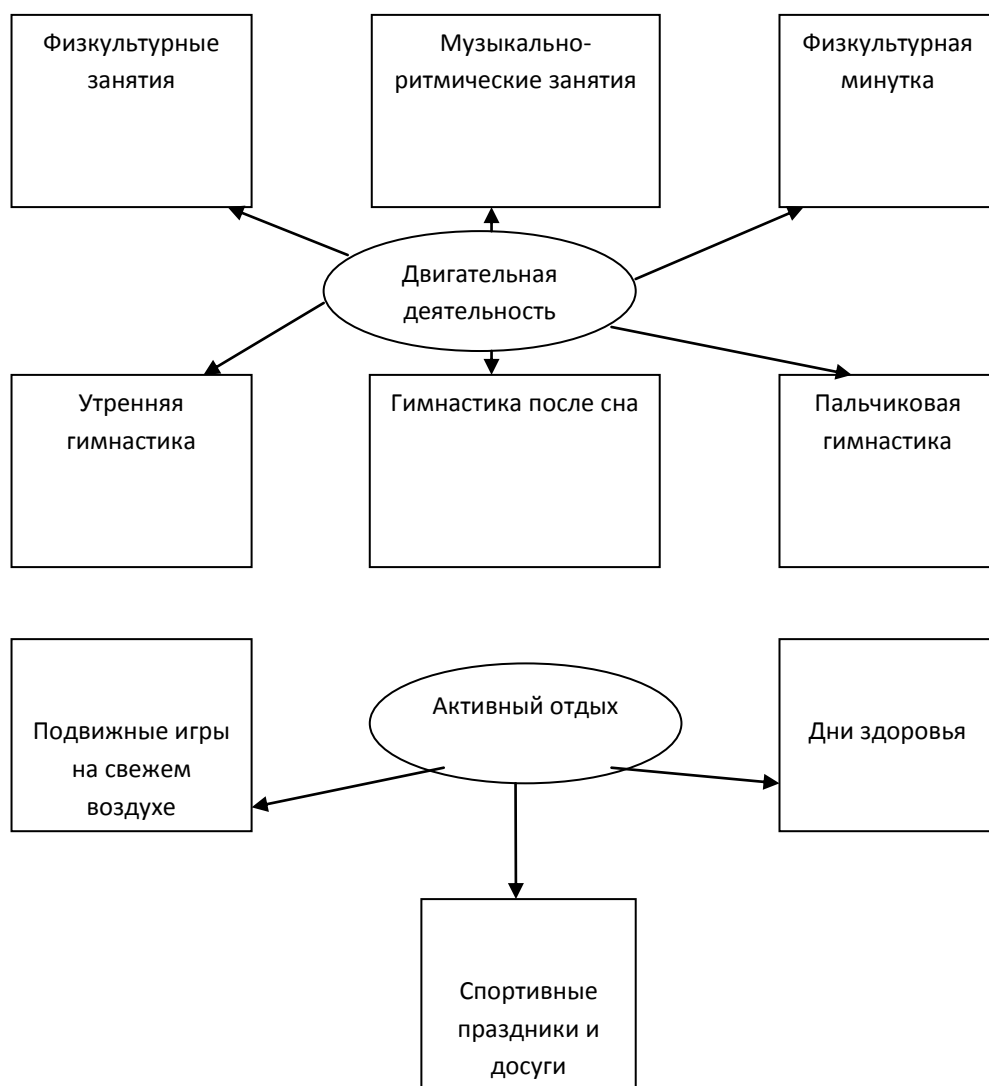 Физкультурные
занятия
Музыкально-
ритмические занятия
Физкультурная
минутка
Двигательная
деятельность
Утренняя
гимнастика
Гимнастика после сна
Пальчиковая
гимнастика
Подвижные игры
на свежем
воздухе
Активный отдых
Дни здоровья
Спортивные
праздники и
досуги